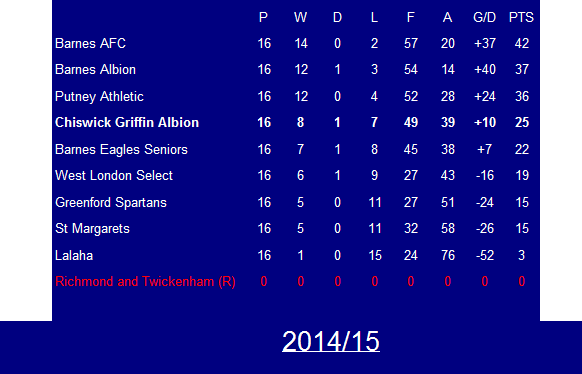 P W D L F A G/D PTS
Barnes AFC 16 14 0 2 57 20 +37 42
Barnes Albion 16 12 1 3 54 14 +40 37
Putney Athletic 16 12 0 4 52 28 +24 36
Chiswick Griffin Albion 16 8 1 7 49 39 +10 25
Barnes Eagles Seniors 16 7 1 8 45 38 +7 22
West London Select 16 6 1 9 27 43 -16 19
Greenford Spartans 16 5 0 11 27 51 -24 15
St Margarets 16 5 0 11 32 58 -26 15
Lalaha 16 1 0 15 24 76 -52 3
Richmond and Twickenham (R) 0 0 0 0 0 0 0 0
2014/15